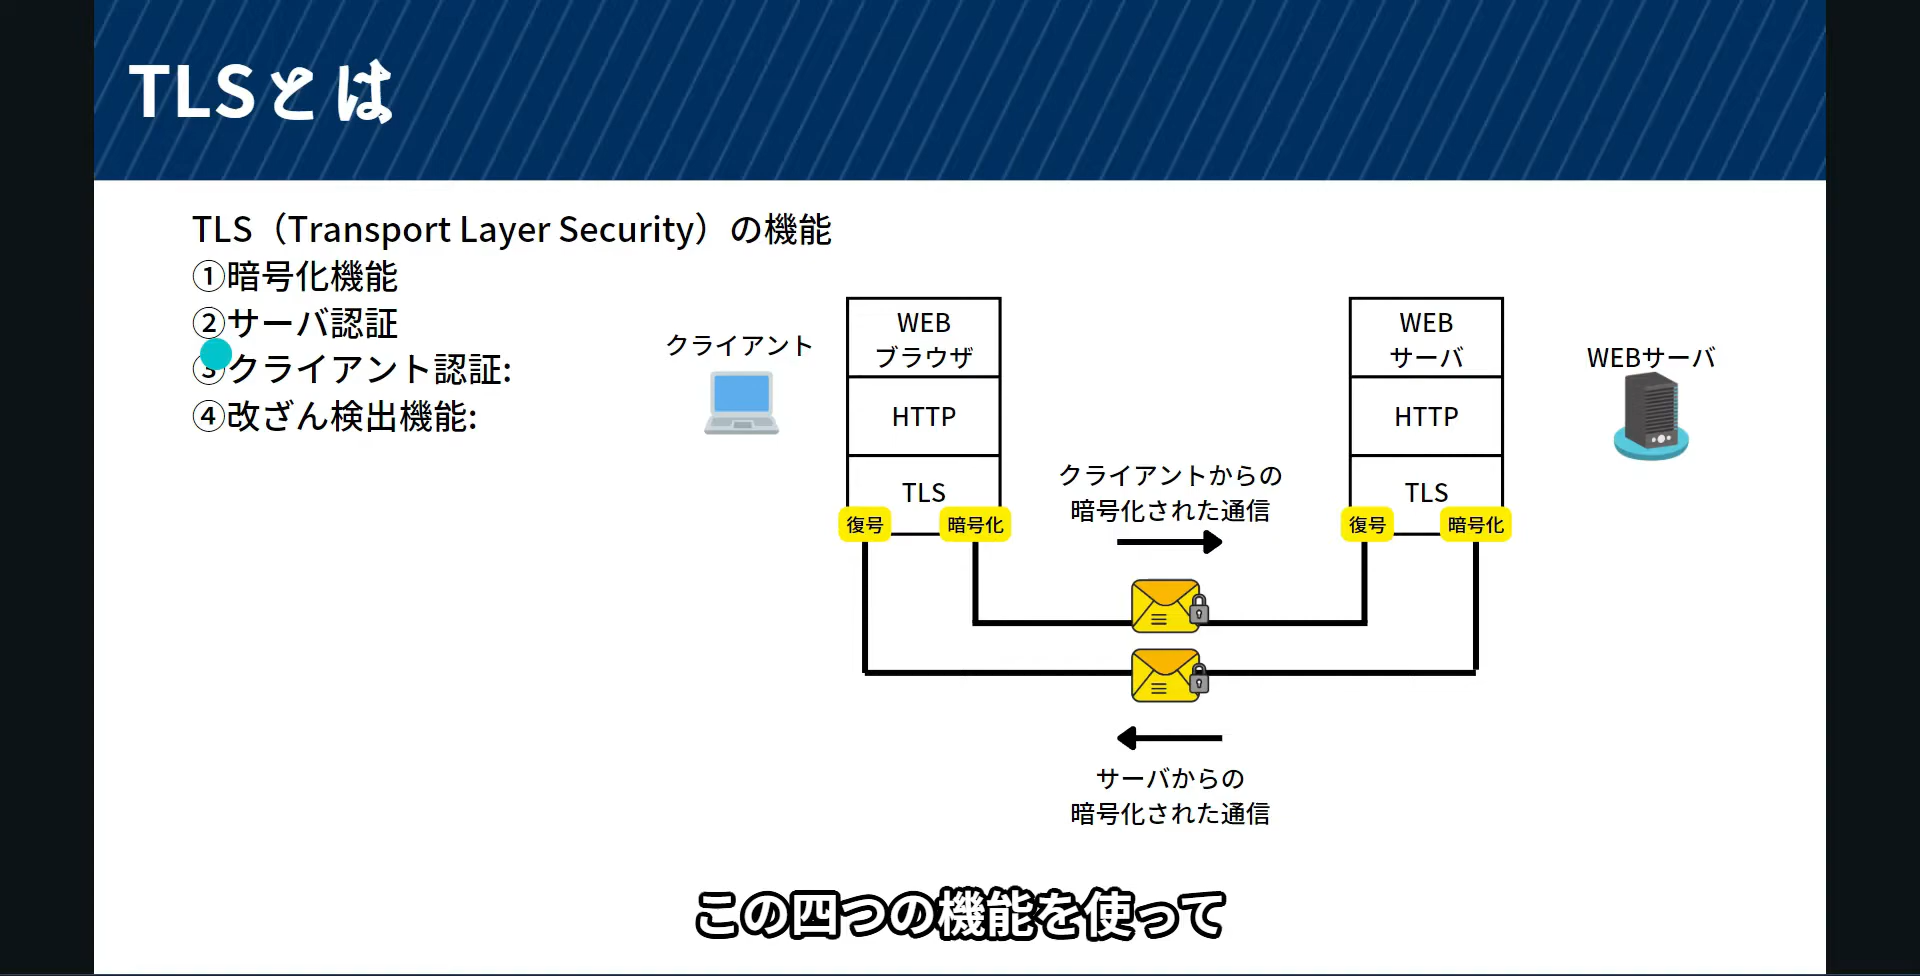 TLSとは
TLS（Transport Layer Security）の機能
①暗号化機能
②サーバ認証
③クライアント認証:
④改ざん検出機能:
クライアント
WEB
ブラウザ
HTTP
TLS
復号
暗号化
クライアントからの
暗号化された通信
WEB
サーバ
HTTP
TLS
復号
暗号化
WEBサーバ
サーバからの
暗号化された通信
この四つの機能を使って